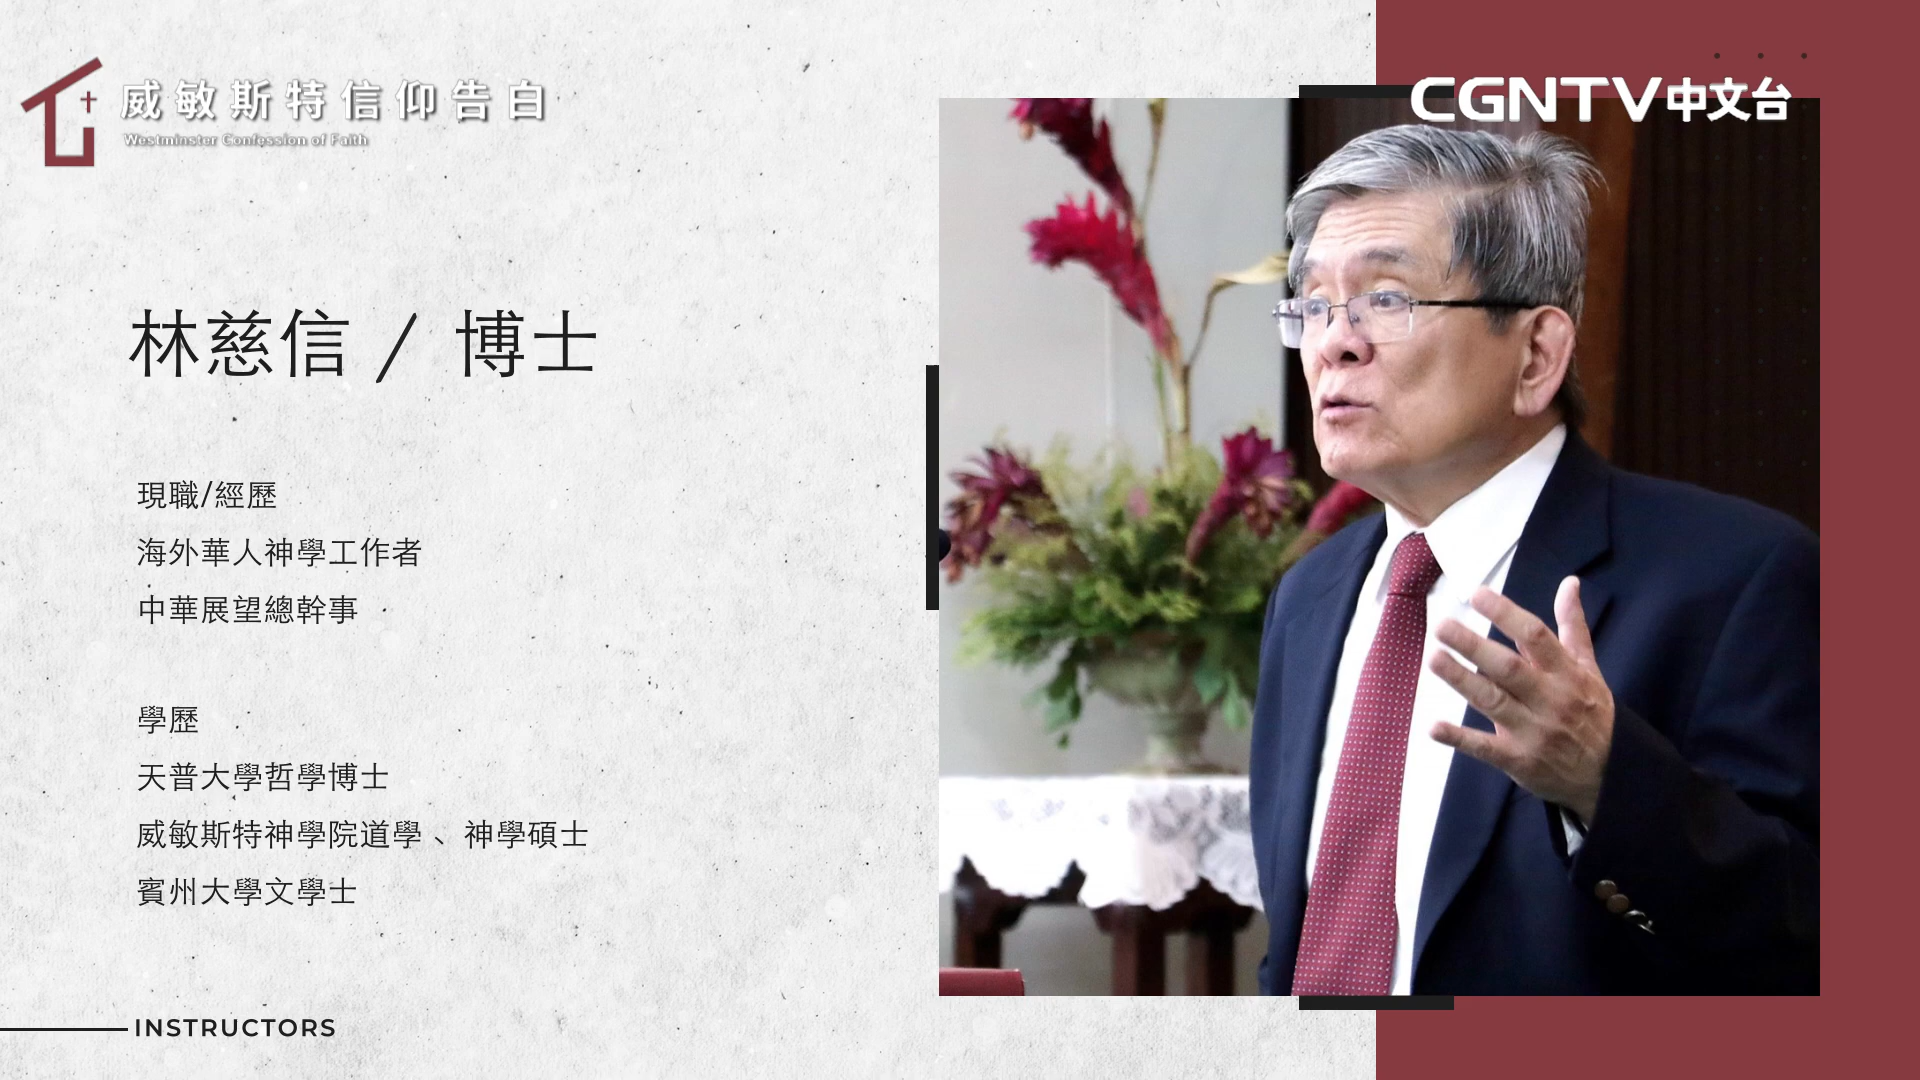 威敏斯特信仰告白
Westminster Confession of Faith
CGNTV中文台
林慈信 / 博士
現職/經歷
海外華人神學工作者
中華展望總幹事
學歷
天普大學哲學博士
威敏斯特神學院道學、神學碩士
賓州大學文學士
INSTRUCTORS